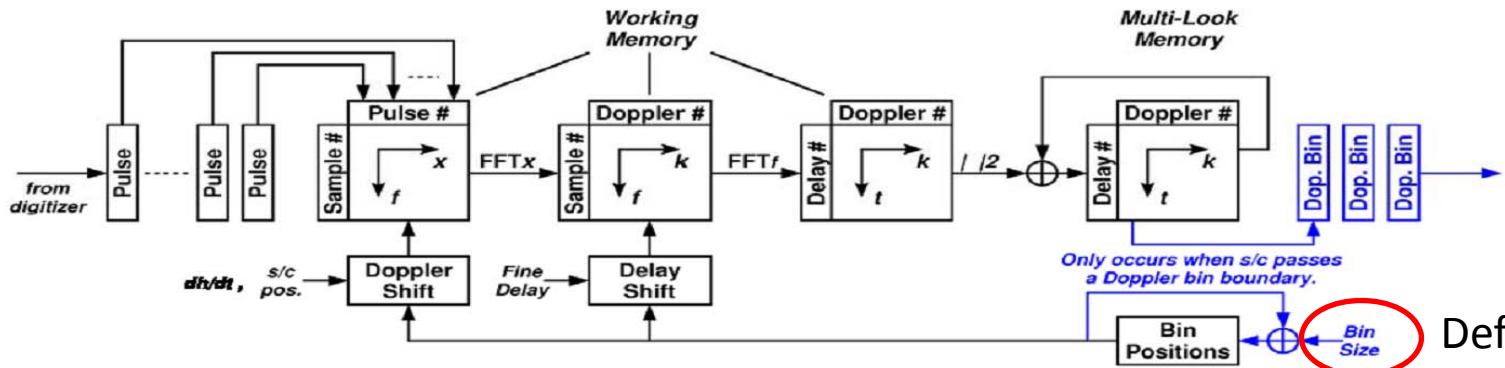 Working
Memory
Multi-Look
Memory
Pulse
Pulse
Pulse
from
digitizer
Pulse #
Sample #
x
f
FFTx
Doppler #
Sample #
k
f
FFTf
Doppler #
Delay #
k
t
| |2
Doppler #
Delay #
k
t
Dop. Bin
Dop. Bin
Dop. Bin
Only occurs when s/c passes
a Doppler bin boundary.
dh/dt, s/c
pos.
Doppler
Shift
Fine
Delay
Delay
Shift
Bin
Positions
Bin
Size
Def